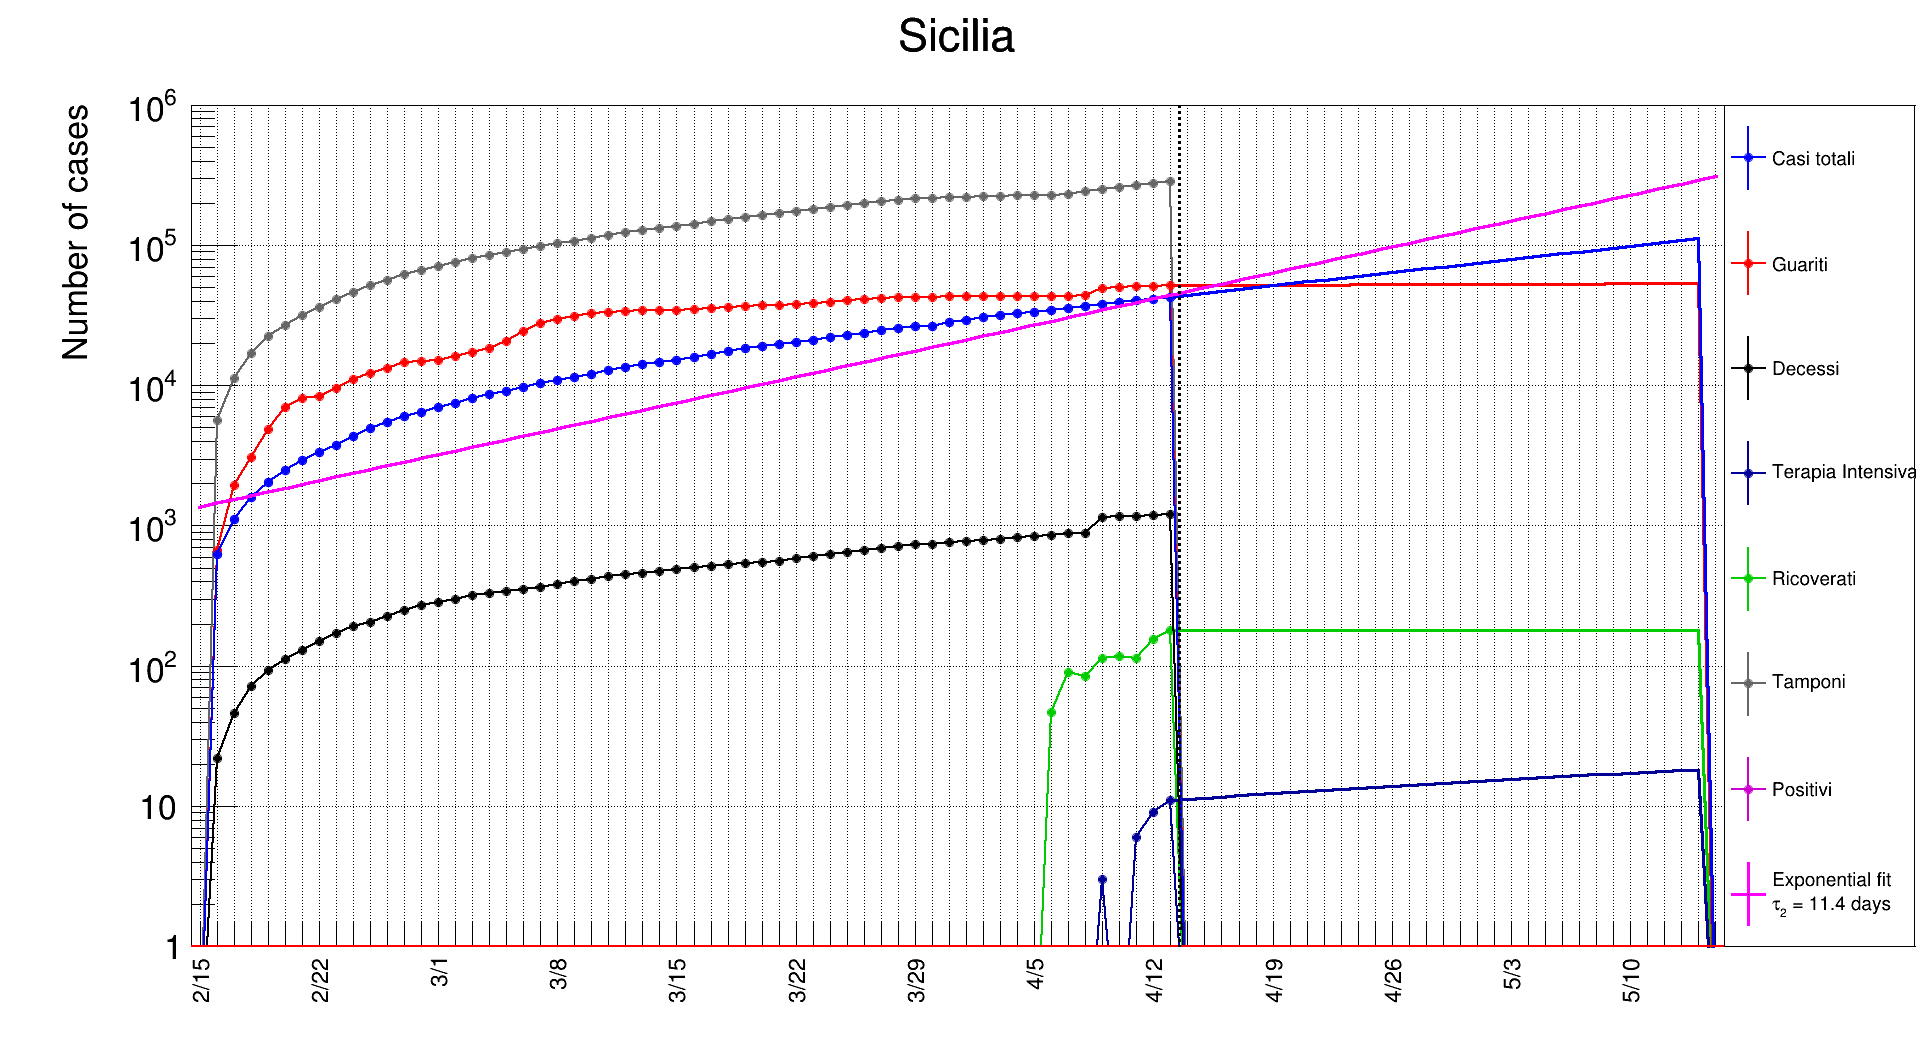 Sicilia
Number of cases
10^6
10^5
10^4
10^3
10^2
10
1
2/15
2/22
3/1
3/8
3/15
3/22
3/29
4/5
4/12
4/19
4/26
5/3
5/10
Casi totali
Guariti
Decessi
Terapia Intensiva
Ricoverati
Tamponi
Positivi
Exponential fit
τ₂ = 11.4 days